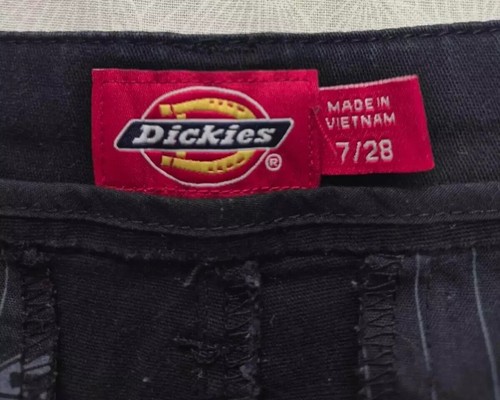 Dickies
®
MADE IN
VIETNAM
7/28